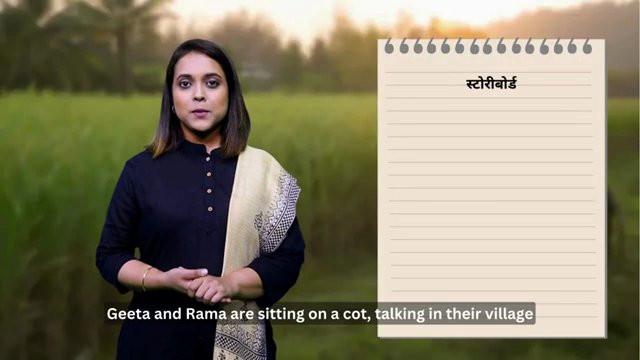 स्टोरीबोर्ड
Geeta and Rama are sitting on a cot, talking in their village